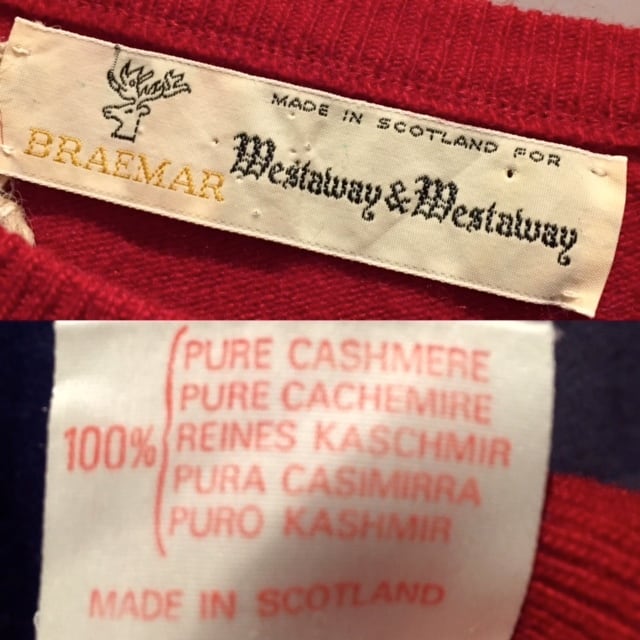 MADE IN SCOTLAND FOR
BRAEMAR
Westaway & Westaway
100%
PURE CASHMERE
PURE CACHEMIRE
REINES KASCHMIR
PURA CASIMIRRA
PURO KASHMIR
MADE IN SCOTLAND